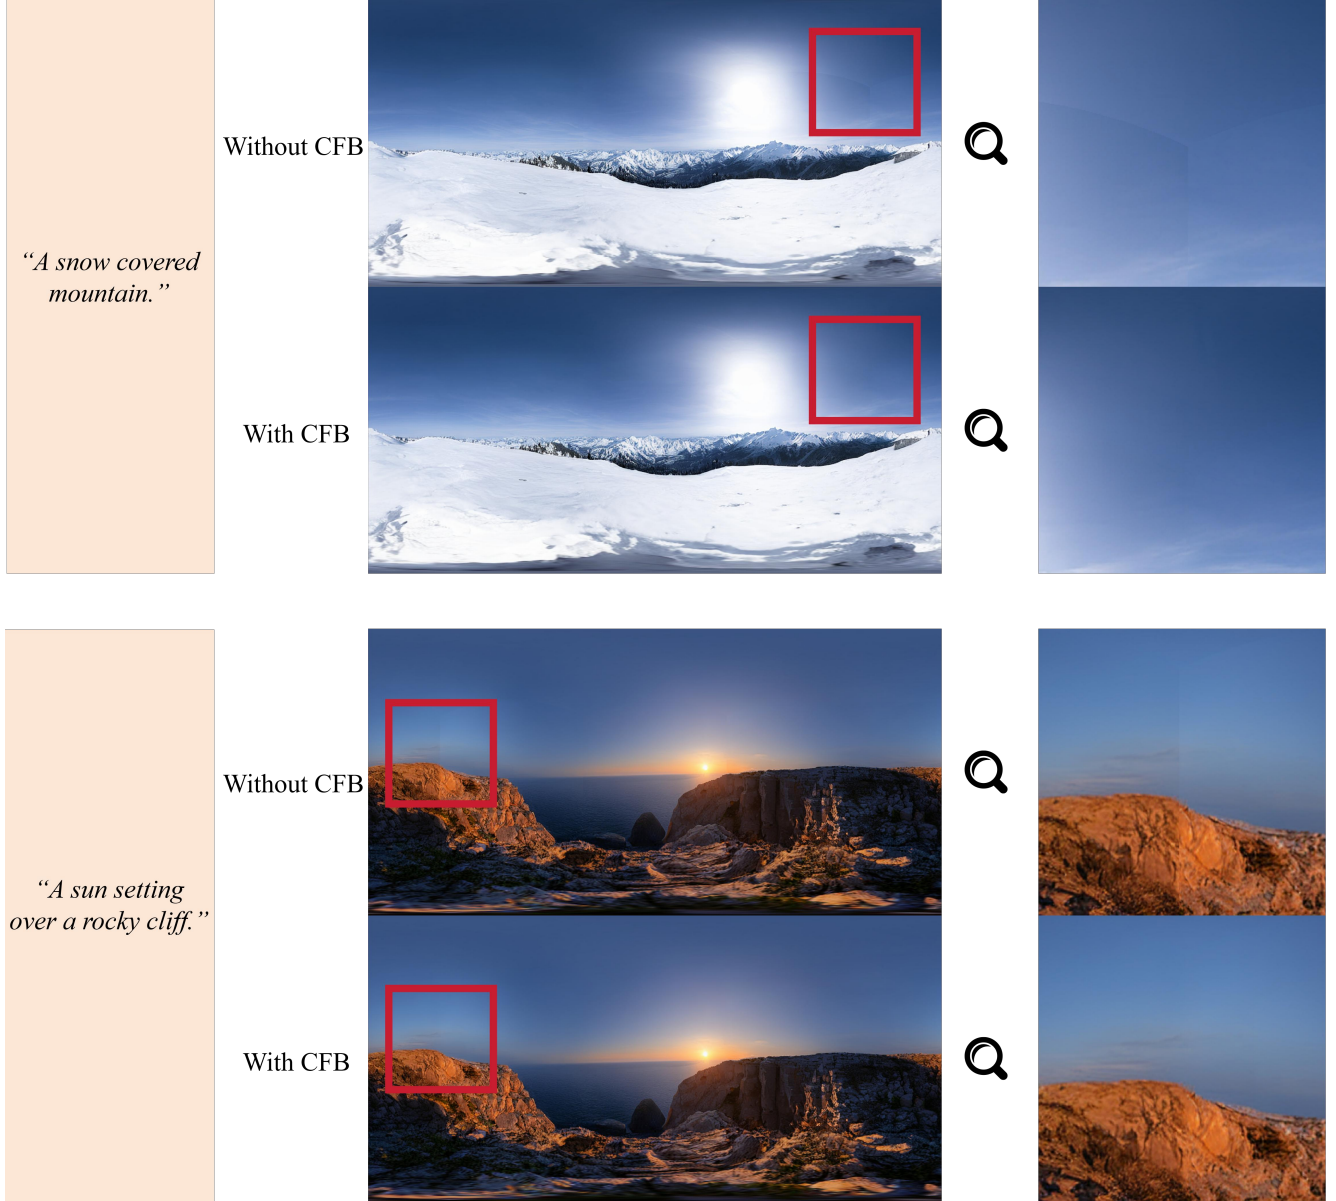 Without CFB
“A snow covered
mountain.”
With CFB
Without CFB
“A sun setting
over a rocky cliff.”
With CFB